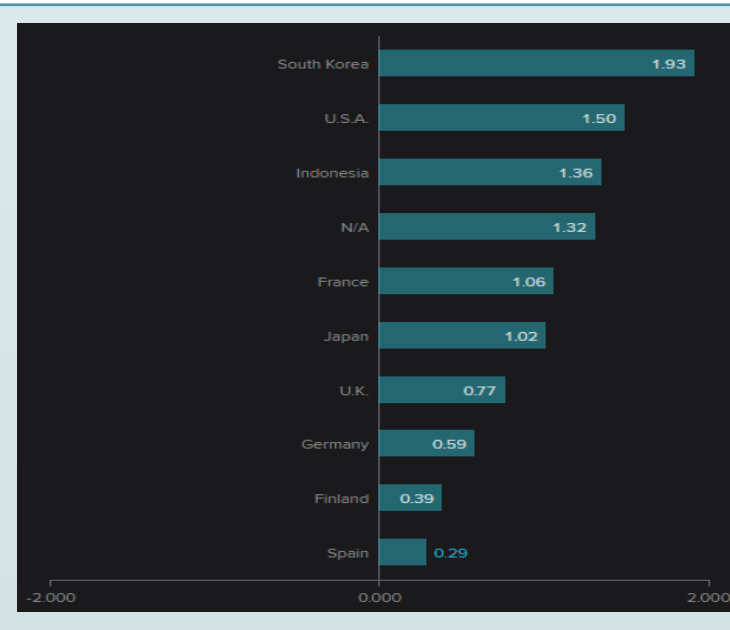 South Korea 1.93
U.S.A. 1.50
Indonesia 1.36
N/A 1.32
France 1.06
Japan 1.02
U.K. 0.77
Germany 0.59
Finland 0.39
Spain 0.29
-2.000 0.000 2.000